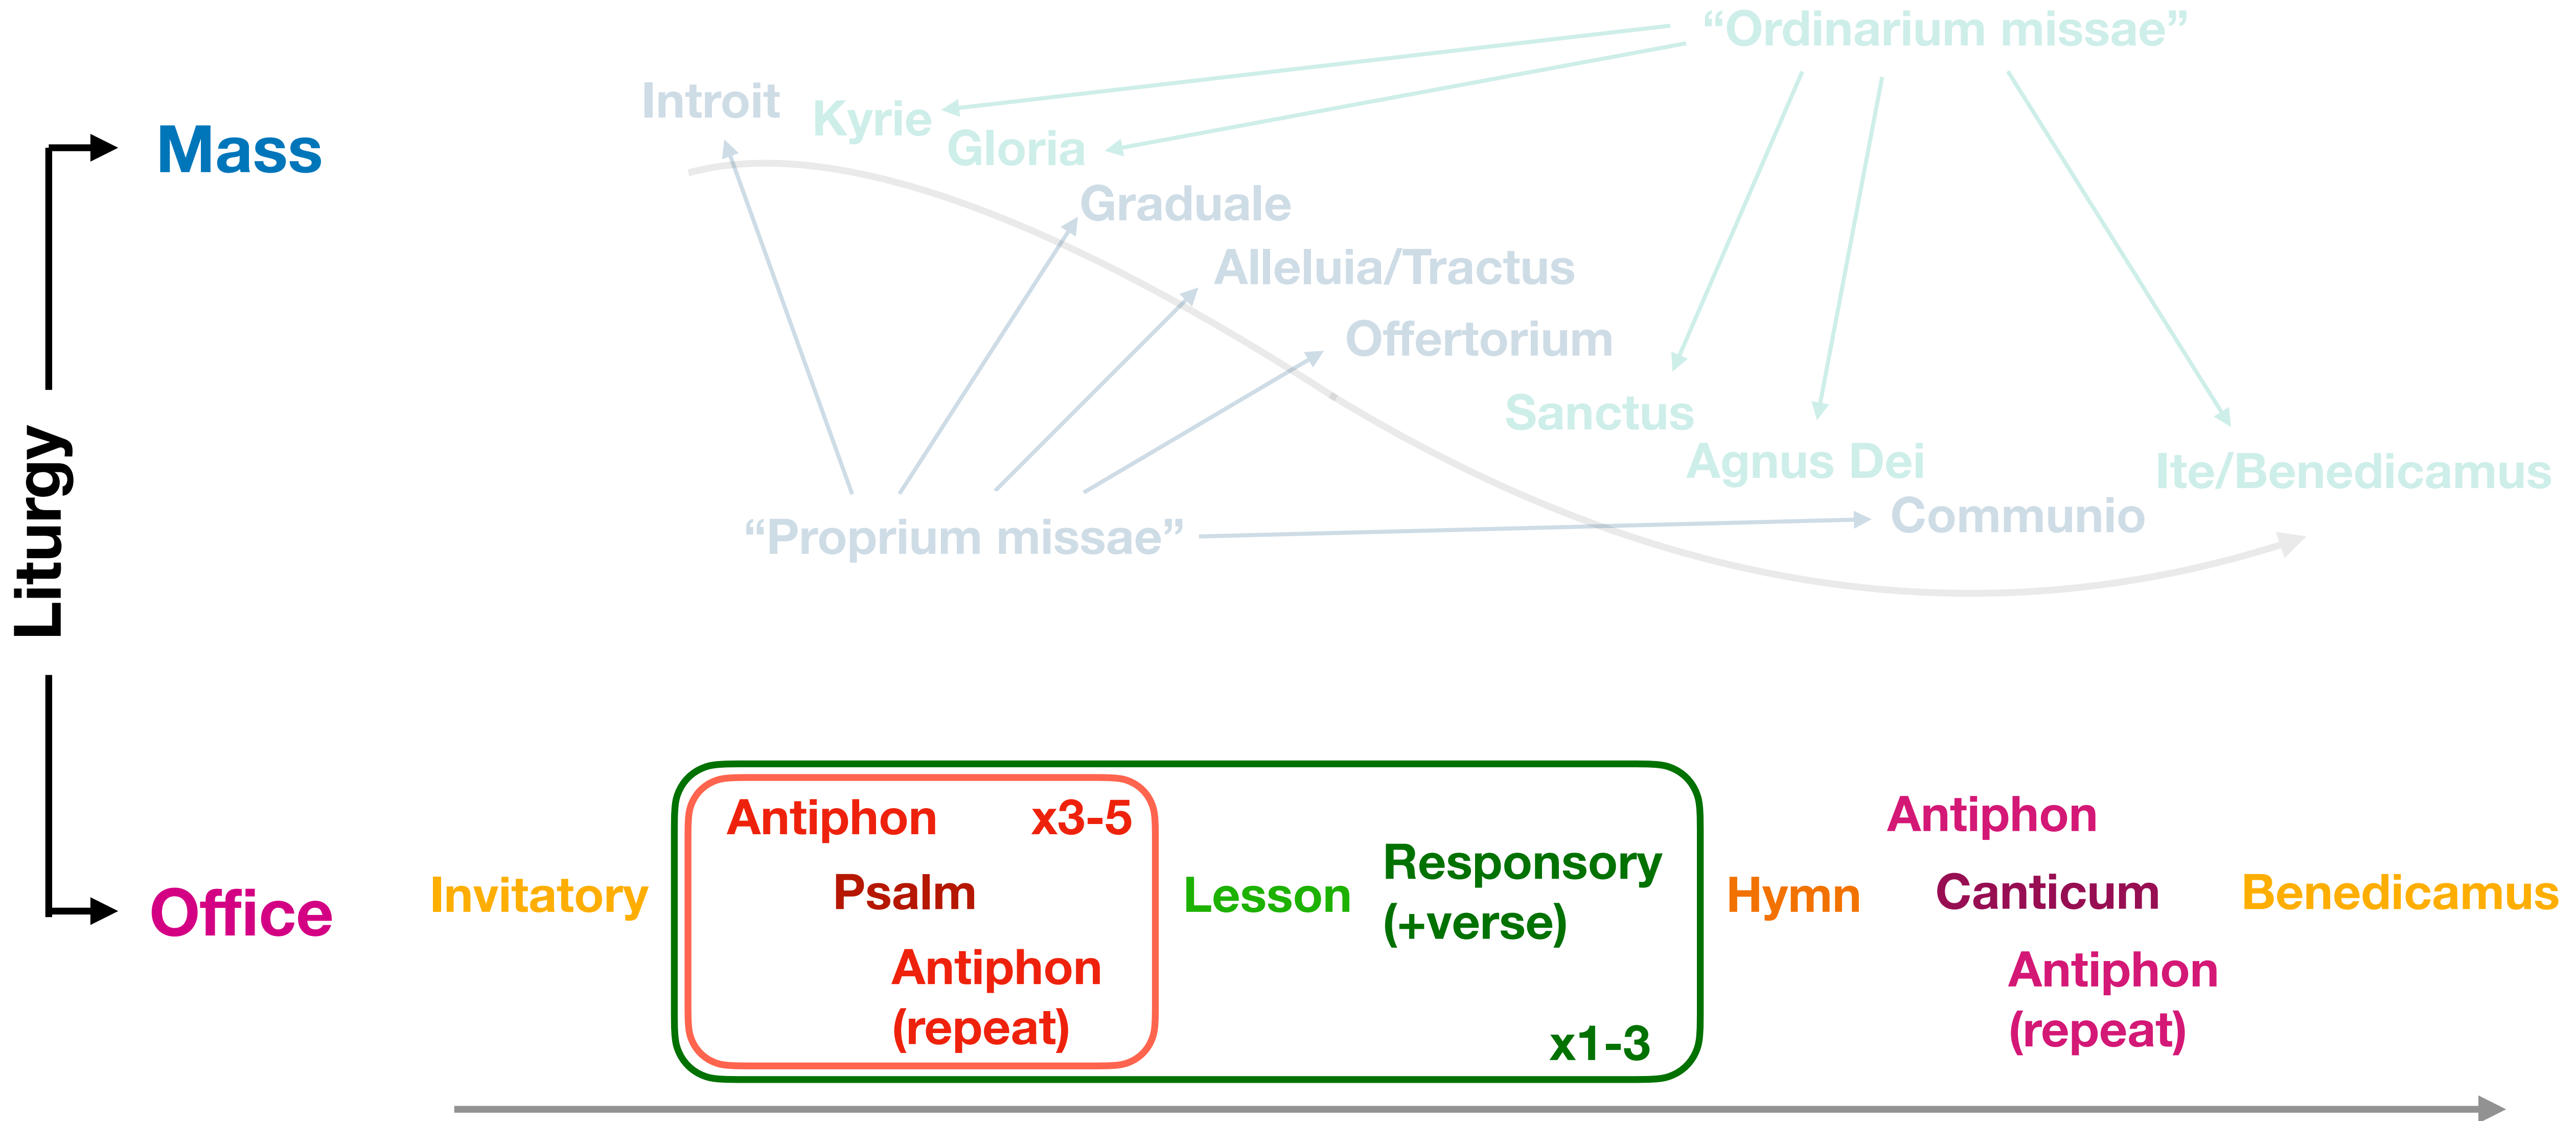 “Ordinarium missae”
Introit
Kyrie
Gloria
Mass
Graduale
Alleluia/Tractus
Offertorium
Sanctus
Agnus Dei
Ite/Benedicamus
Communio
“Proprium missae”
Liturgy
Office
Invitatory
Antiphon
x3-5
Psalm
Antiphon
(repeat)
Lesson
Responsory
(+verse)
x1-3
Hymn
Antiphon
Canticum
Antiphon
(repeat)
Benedicamus